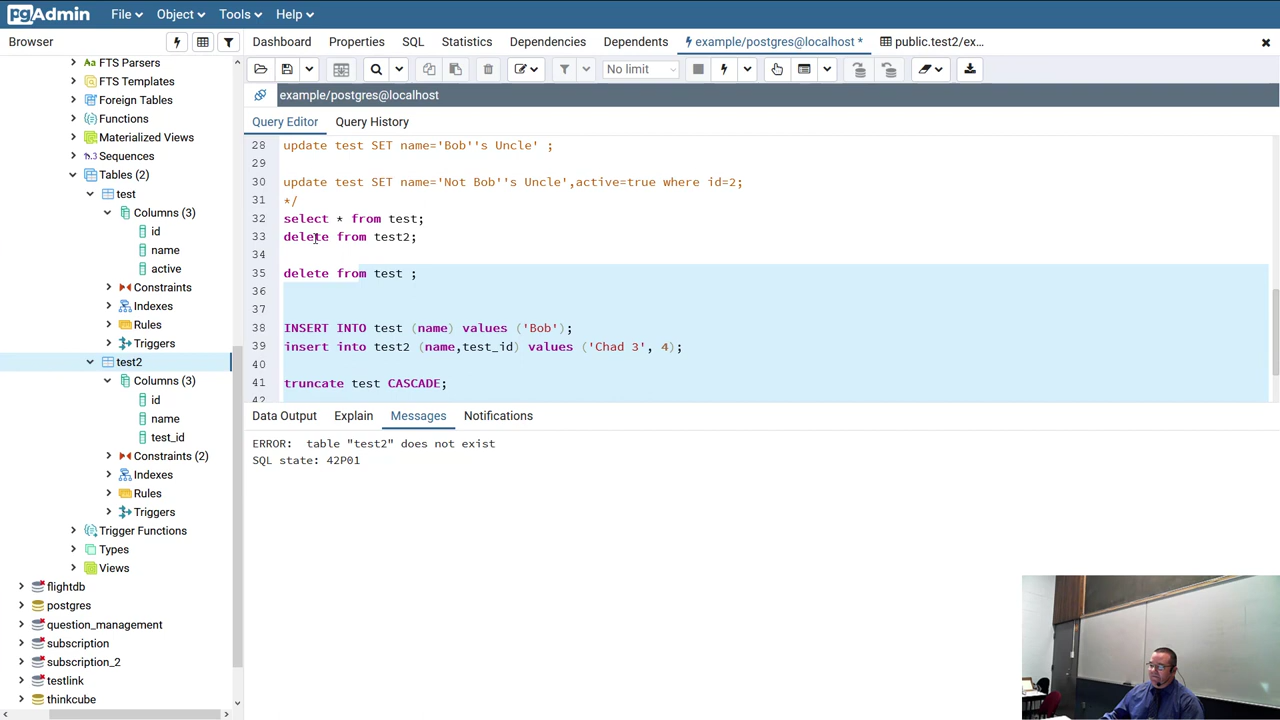 pgAdmin File Object Tools Help
Browser Dashboard Properties SQL Statistics Dependencies Dependents example/postgres@localhost * public.test2/ex...
FTS Parsers
FTS Templates
Foreign Tables
Functions
Materialized Views
Sequences
Tables (2)
test
Columns (3)
id
name
active
Constraints
Indexes
Rules
Triggers
test2
Columns (3)
id
name
test_id
Constraints (2)
Indexes
Rules
Triggers
Trigger Functions
Types
Views
flightdb
postgres
question_management
subscription
subscription_2
testlink
thinkcube
No limit
example/postgres@localhost
Query Editor Query History
28 update test SET name='Bob''s Uncle' ;
29
30 update test SET name='Not Bob''s Uncle',active=true where id=2;
31 */
32 select * from test;
33 delete from test2;
34
35 delete from test ;
36
37
38 INSERT INTO test (name) values ('Bob');
39 insert into test2 (name,test_id) values ('Chad 3', 4);
40
41 truncate test CASCADE;
42
Data Output Explain Messages Notifications
ERROR: table "test2" does not exist
SQL state: 42P01